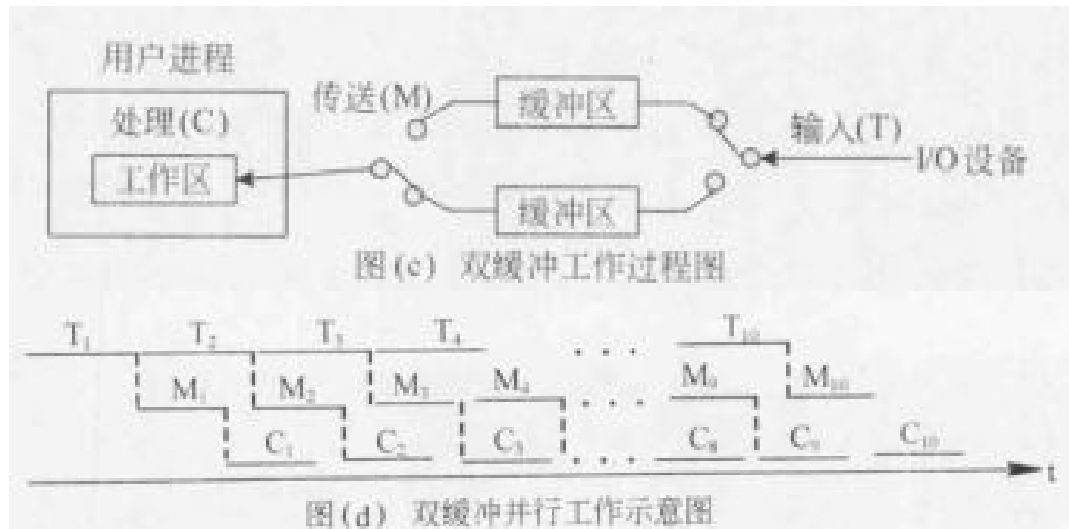 用户进程
传送(M)
缓冲区
处理(C)
输入(T)
工作区
I/O 设备
缓冲区
图(c) 双缓冲工作过程图
T₁ T₂ T₃ T₄ · · · T₁₀
M₁ M₂ M₃ M₄ · · · M₉ M₁₀
C₁ C₂ C₃ · · · C₈ C₉ C₁₀
t
图(d) 双缓冲并行工作示意图